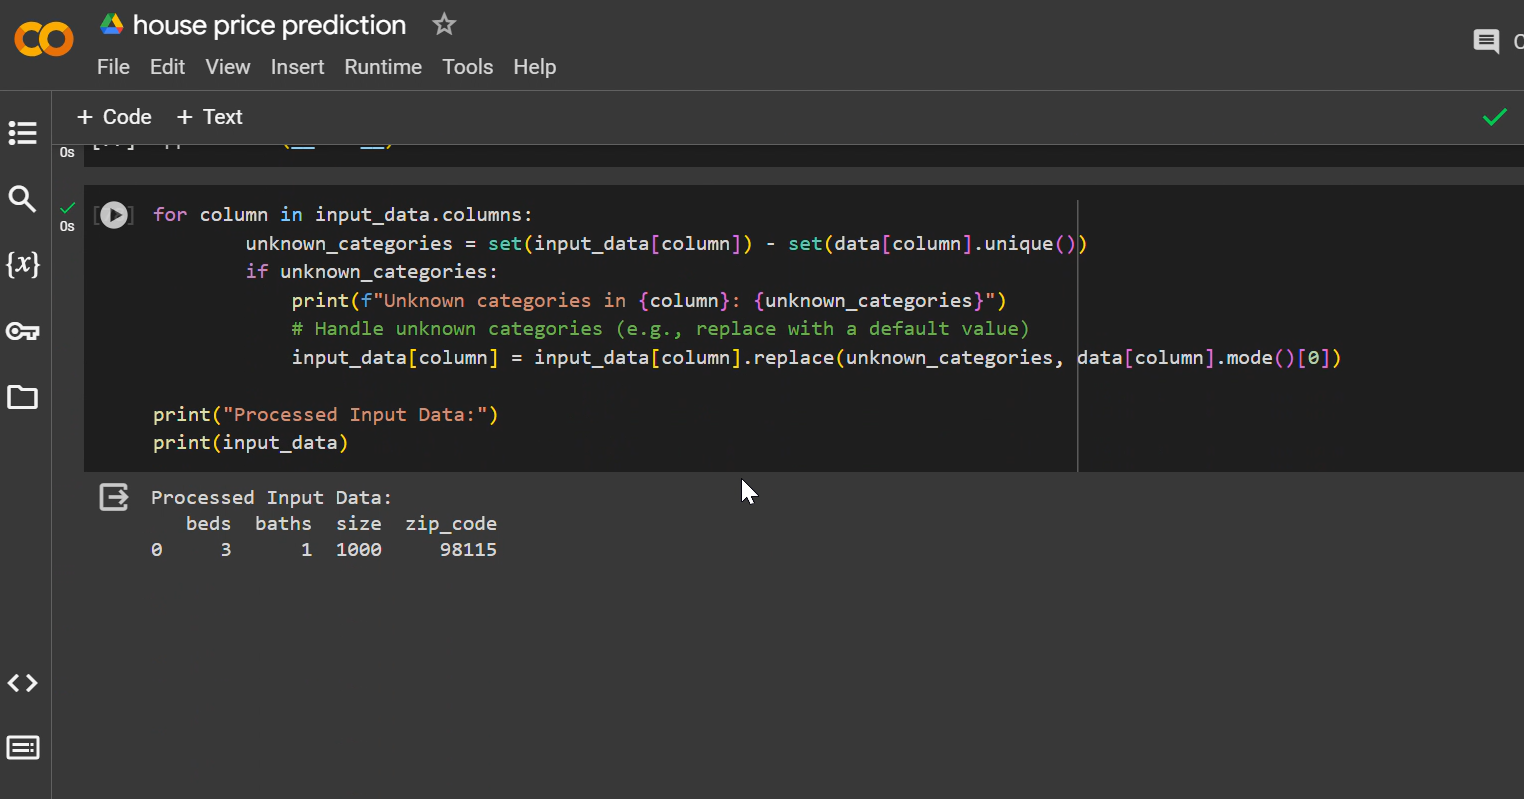 house price prediction
File Edit View Insert Runtime Tools Help
+ Code + Text
0s
0s
for column in input_data.columns:
unknown_categories = set(input_data[column]) - set(data[column].unique())
if unknown_categories:
print(f"Unknown categories in {column}: {unknown_categories}")
# Handle unknown categories (e.g., replace with a default value)
input_data[column] = input_data[column].replace(unknown_categories, data[column].mode()[0])
print("Processed Input Data:")
print(input_data)
Processed Input Data:
beds baths size zip_code
0 3 1 1000 98115
{x}